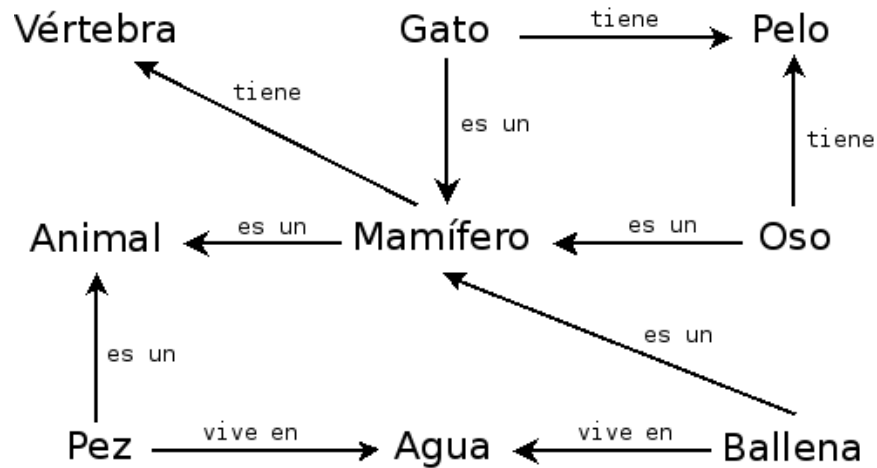 Vértebra
Gato
tiene
Pelo
tiene
es un
tiene
Animal
es un
Mamífero
es un
Oso
es un
es un
Pez
vive en
Agua
vive en
Ballena